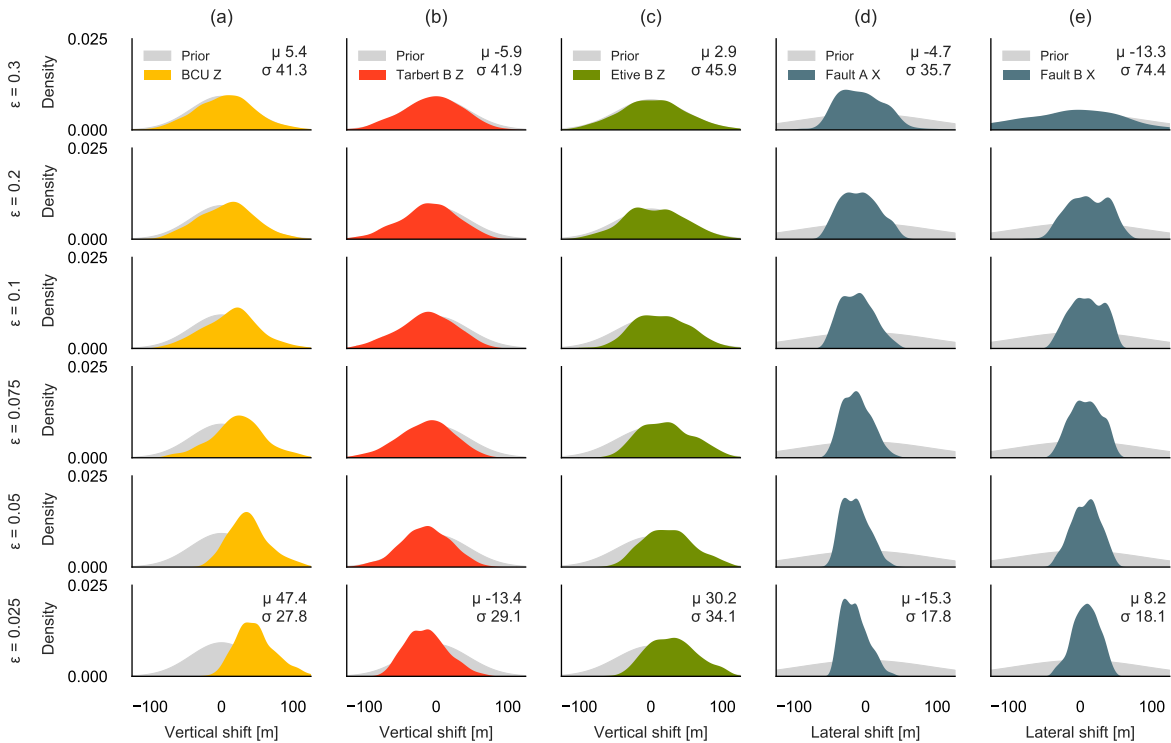 (a) (b) (c) (d) (e)
ε = 0.3 Density 0.025 0.000
Prior
BCU Z
μ 5.4
σ 41.3
Prior
Tarbert B Z
μ -5.9
σ 41.9
Prior
Etive B Z
μ 2.9
σ 45.9
Prior
Fault A X
μ -4.7
σ 35.7
Prior
Fault B X
μ -13.3
σ 74.4
ε = 0.2 Density 0.025 0.000
ε = 0.1 Density 0.025 0.000
ε = 0.075 Density 0.025 0.000
ε = 0.05 Density 0.025 0.000
ε = 0.025 Density 0.025 0.000
μ 47.4
σ 27.8
μ -13.4
σ 29.1
μ 30.2
σ 34.1
μ -15.3
σ 17.8
μ 8.2
σ 18.1
−100 0 100 −100 0 100 −100 0 100 −100 0 100 −100 0 100
Vertical shift [m] Vertical shift [m] Vertical shift [m] Lateral shift [m] Lateral shift [m]